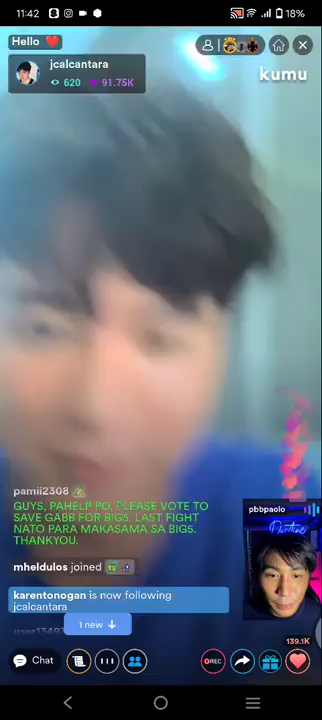 11:42
18%
Hello ❤️
jcalcantara
620 91.75K
kumu
pamii2308
GUYS, PAHELP PO. PLEASE VOTE TO
SAVE GABB FOR BIG5. LAST FIGHT
NATO PARA MAKASAMA SA BIG5.
THANKYOU.
pbbpaolo
mheldulos joined
karentonogan is now following
jcalcantara
1 new ↓
139.1K
Chat
REC